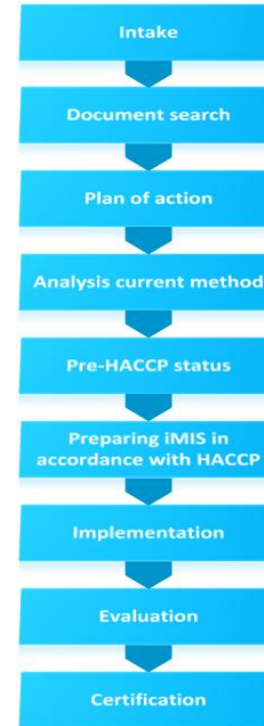 Intake
Document search
Plan of action
Analysis current method
Pre-HACCP status
Preparing iMIS in
accordance with HACCP
Implementation
Evaluation
Certification